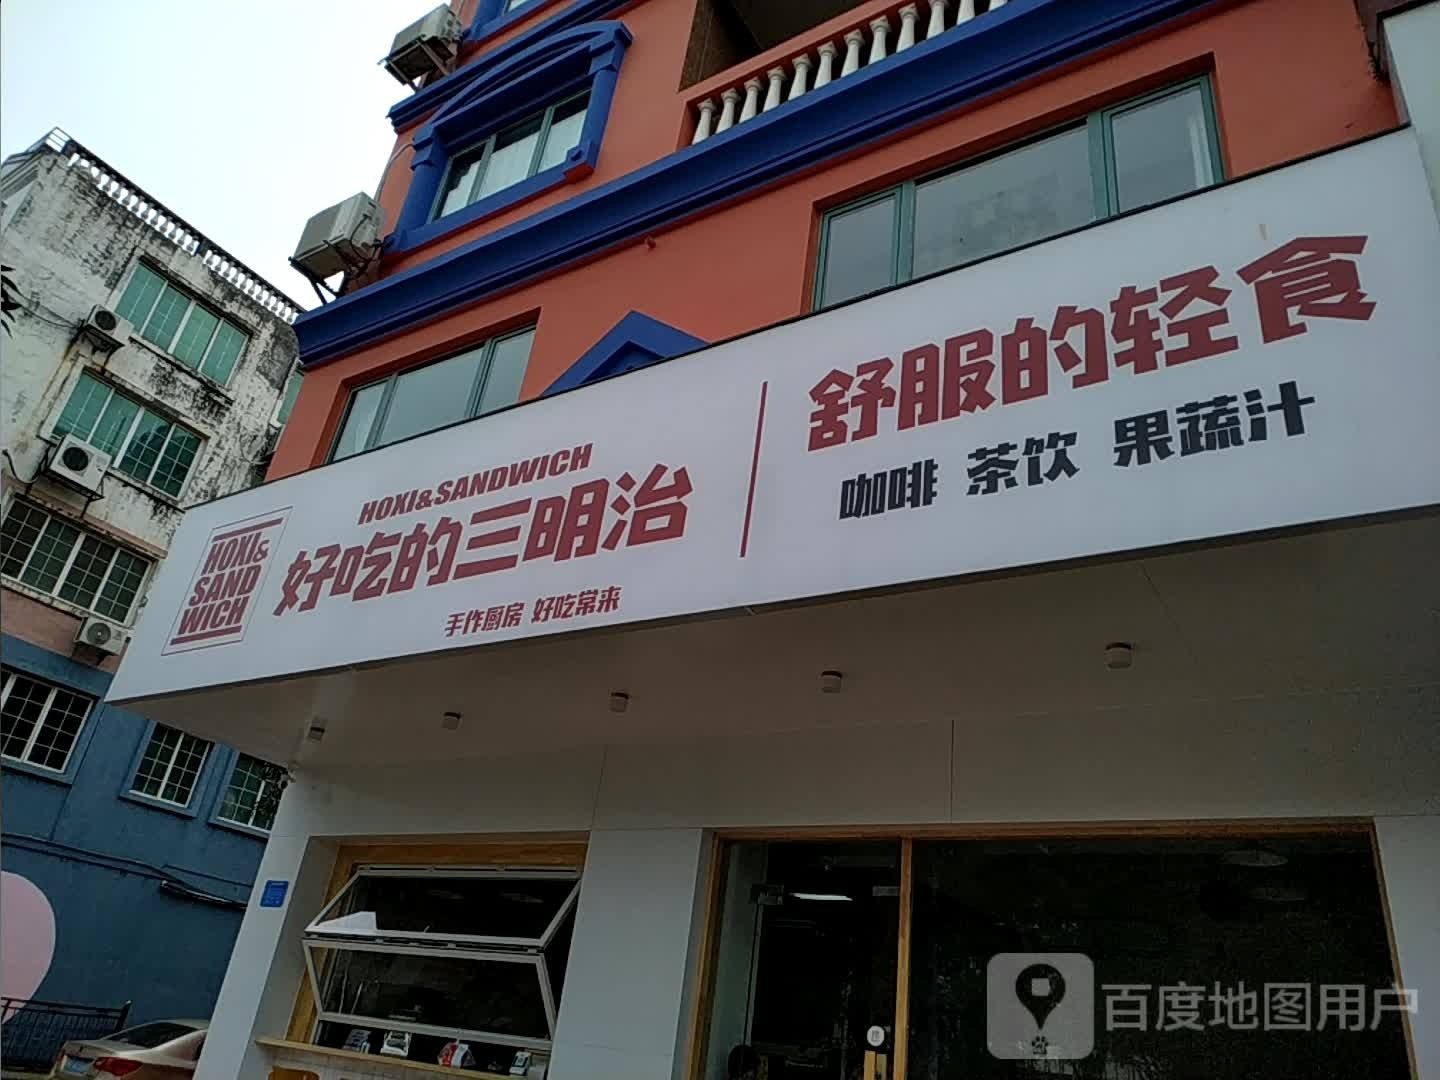 HOXI&
SAND
WICH
HOXI&SANDWICH
好吃的三明治
手作厨房 好吃常来
舒服的轻食
咖啡 茶饮 果蔬汁
百度地图用户